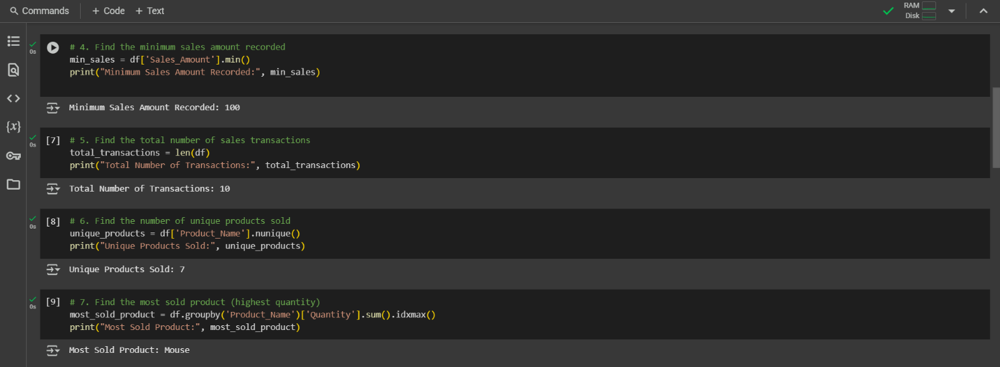 Commands + Code + Text
RAM
Disk
0s
# 4. Find the minimum sales amount recorded
min_sales = df['Sales_Amount'].min()
print("Minimum Sales Amount Recorded:", min_sales)
Minimum Sales Amount Recorded: 100
{x}
0s
[7] # 5. Find the total number of sales transactions
total_transactions = len(df)
print("Total Number of Transactions:", total_transactions)
Total Number of Transactions: 10
0s
[8] # 6. Find the number of unique products sold
unique_products = df['Product_Name'].nunique()
print("Unique Products Sold:", unique_products)
Unique Products Sold: 7
0s
[9] # 7. Find the most sold product (highest quantity)
most_sold_product = df.groupby('Product_Name')['Quantity'].sum().idxmax()
print("Most Sold Product:", most_sold_product)
Most Sold Product: Mouse